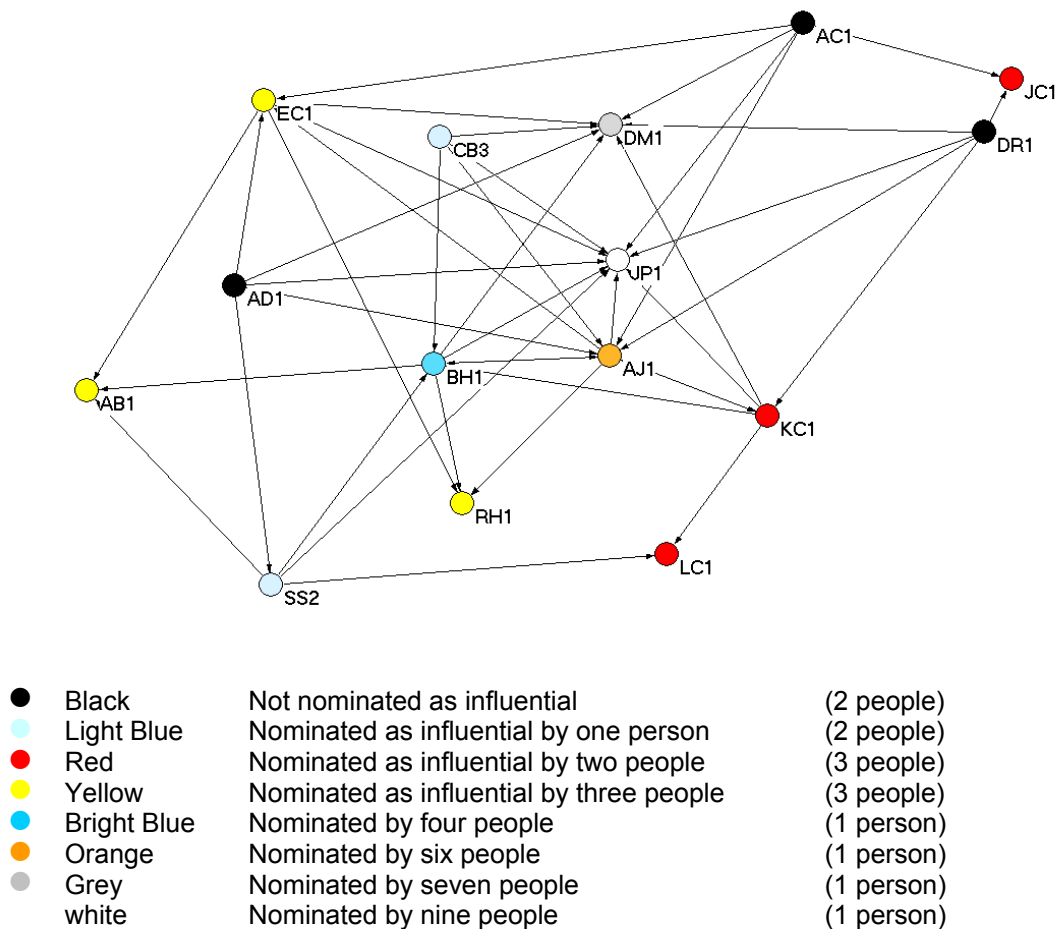 AC1
JC1
EC1
DM1
DR1
CB3
JP1
AD1
AJ1
BH1
AB1
KC1
RH1
LC1
SS2
Black Not nominated as influential (2 people)
Light Blue Nominated as influential by one person (2 people)
Red Nominated as influential by two people (3 people)
Yellow Nominated as influential by three people (3 people)
Bright Blue Nominated by four people (1 person)
Orange Nominated by six people (1 person)
Grey Nominated by seven people (1 person)
white Nominated by nine people (1 person)